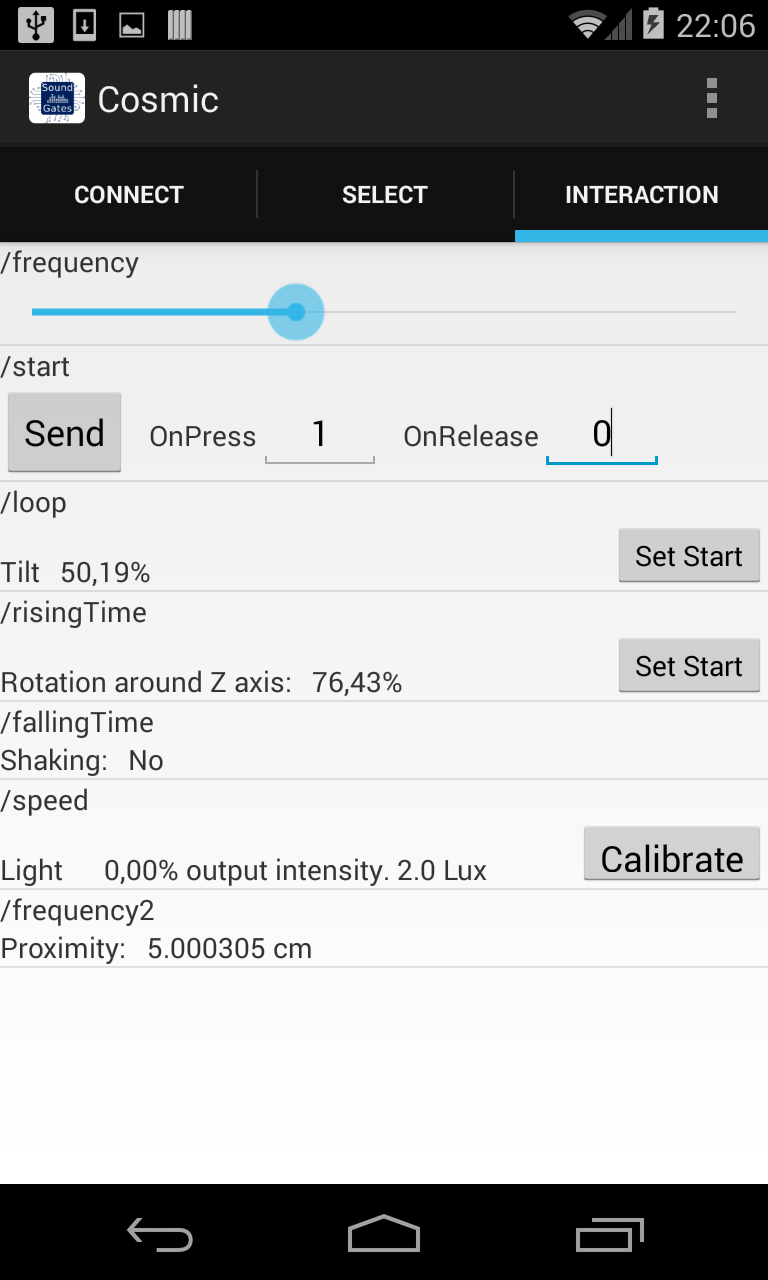 22:06
Sound
Gates
Cosmic
CONNECT SELECT INTERACTION
/frequency
/start
Send OnPress 1 OnRelease 0
/loop
Tilt 50,19% Set Start
/risingTime
Rotation around Z axis: 76,43% Set Start
/fallingTime
Shaking: No
/speed
Light 0,00% output intensity. 2.0 Lux Calibrate
/frequency2
Proximity: 5.000305 cm